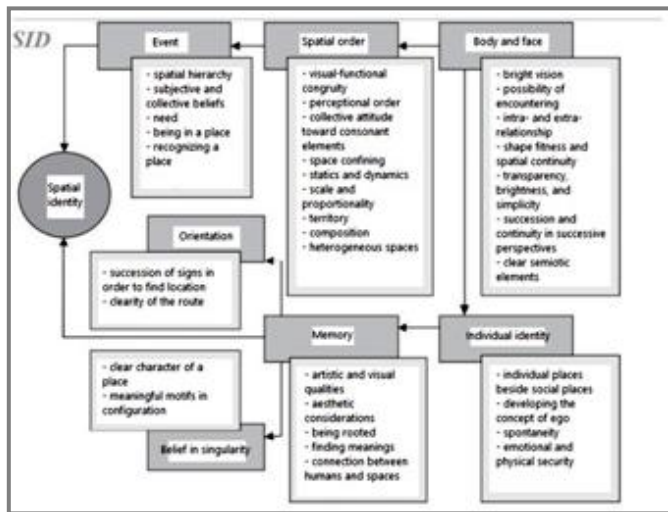 SID
Event
- spatial hierarchy
- subjective and
collective beliefs
- need
- being in a place
- recognizing a
place
Spatial order
- visual-functional
congruity
- perceptional order
- collective attitude
toward consonant
elements
- space confining
- statics and dynamics
- scale and
proportionality
- territory
- composition
- heterogeneous spaces
Body and face
- bright vision
- possibility of
encountering
- intra- and extra-
relationship
- shape fitness and
spatial continuity
- transparency,
brightness, and
simplicity
- succession and
continuity in successive
perspectives
- clear semiotic
elements
Spatial
identity
Orientation
- succession of signs in
order to find location
- clearity of the route
- clear character of a
place
- meaningful motifs in
configuration
Belief in singularity
Memory
- artistic and visual
qualities
- aesthetic
considerations
- being rooted
- finding meanings
- connection between
humans and spaces
Individual identity
- individual places
beside social places
- developing the
concept of ego
- spontaneity
- emotional and
physical security